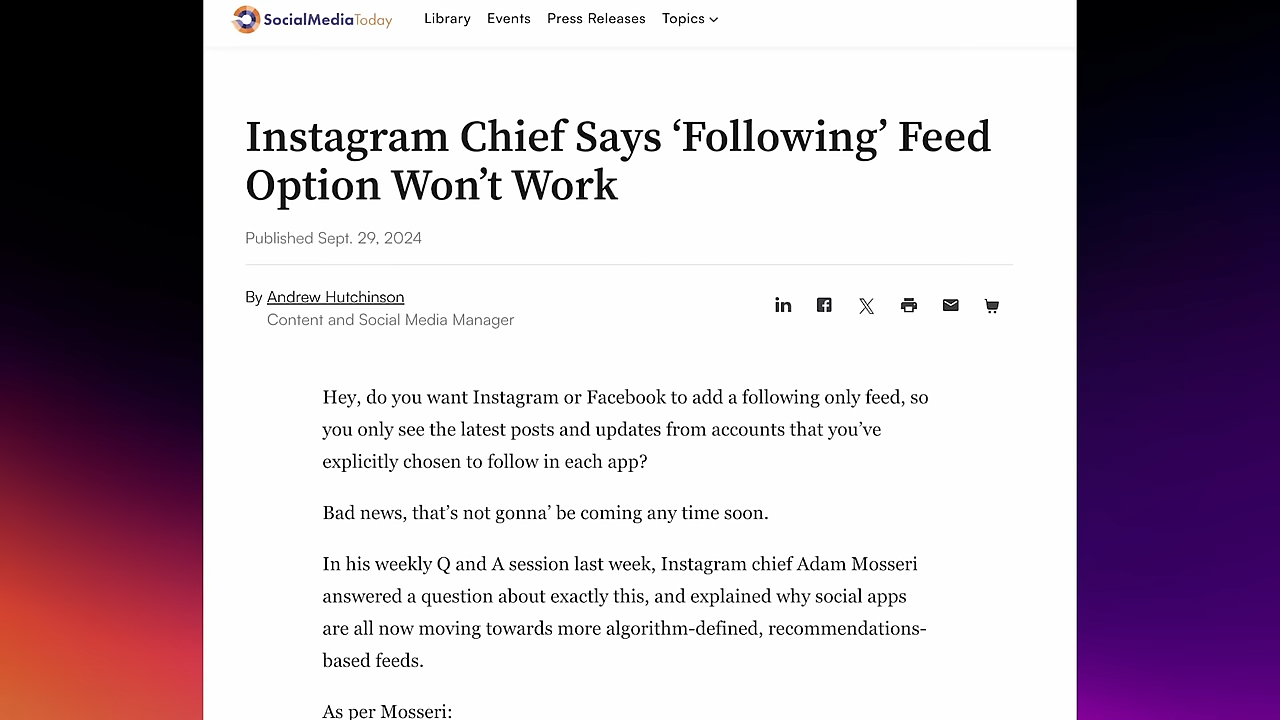 SocialMediaToday Library Events Press Releases Topics
Instagram Chief Says ‘Following’ Feed
Option Won’t Work
Published Sept. 29, 2024
By Andrew Hutchinson
Content and Social Media Manager
Hey, do you want Instagram or Facebook to add a following only feed, so
you only see the latest posts and updates from accounts that you’ve
explicitly chosen to follow in each app?
Bad news, that’s not gonna’ be coming any time soon.
In his weekly Q and A session last week, Instagram chief Adam Mosseri
answered a question about exactly this, and explained why social apps
are all now moving towards more algorithm-defined, recommendations-
based feeds.
As per Mosseri: